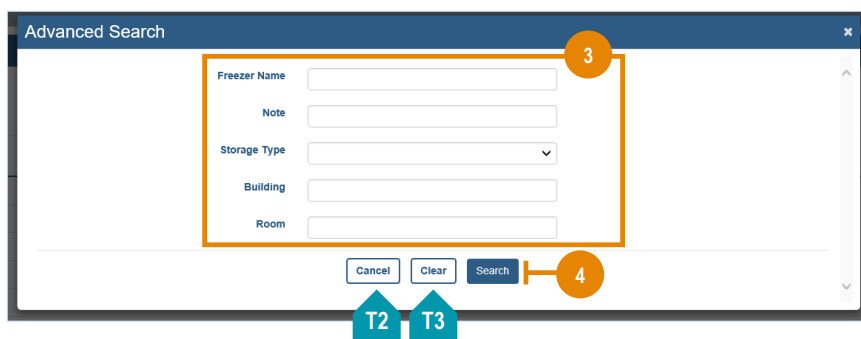 Advanced Search ×
3
Freezer Name
Note
Storage Type
Building
Room
Cancel Clear Search 4
T2 T3